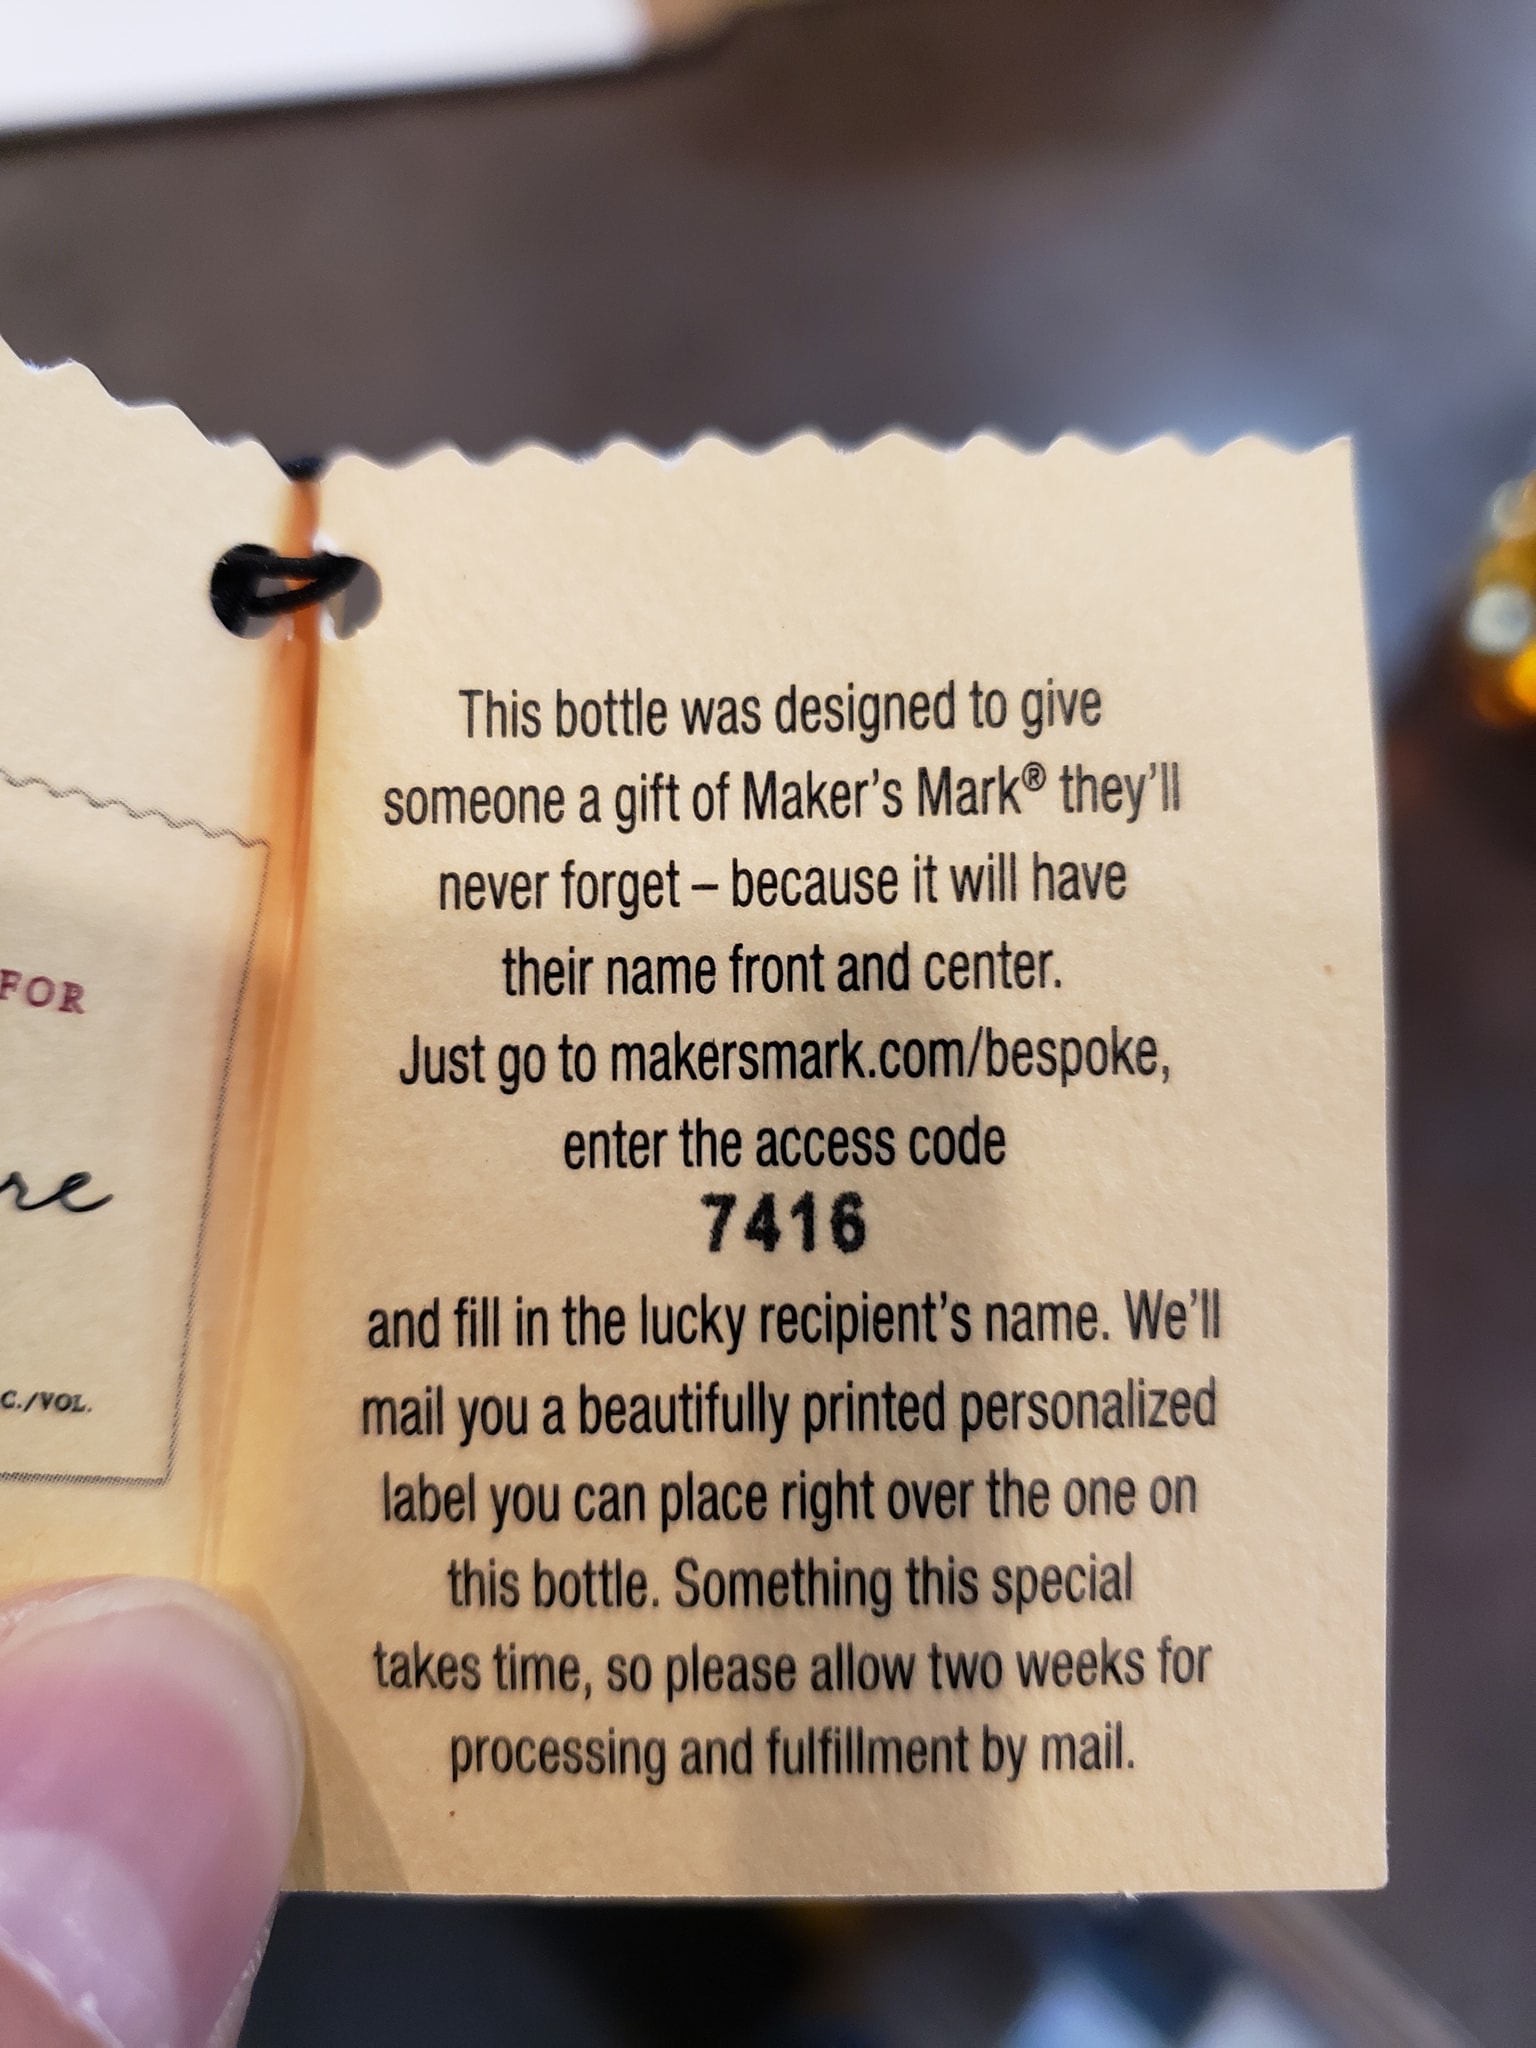 FOR
re
C./VOL.
This bottle was designed to give
someone a gift of Maker's Mark® they'll
never forget – because it will have
their name front and center.
Just go to makersmark.com/bespoke,
enter the access code
7416
and fill in the lucky recipient's name. We'll
mail you a beautifully printed personalized
label you can place right over the one on
this bottle. Something this special
takes time, so please allow two weeks for
processing and fulfillment by mail.